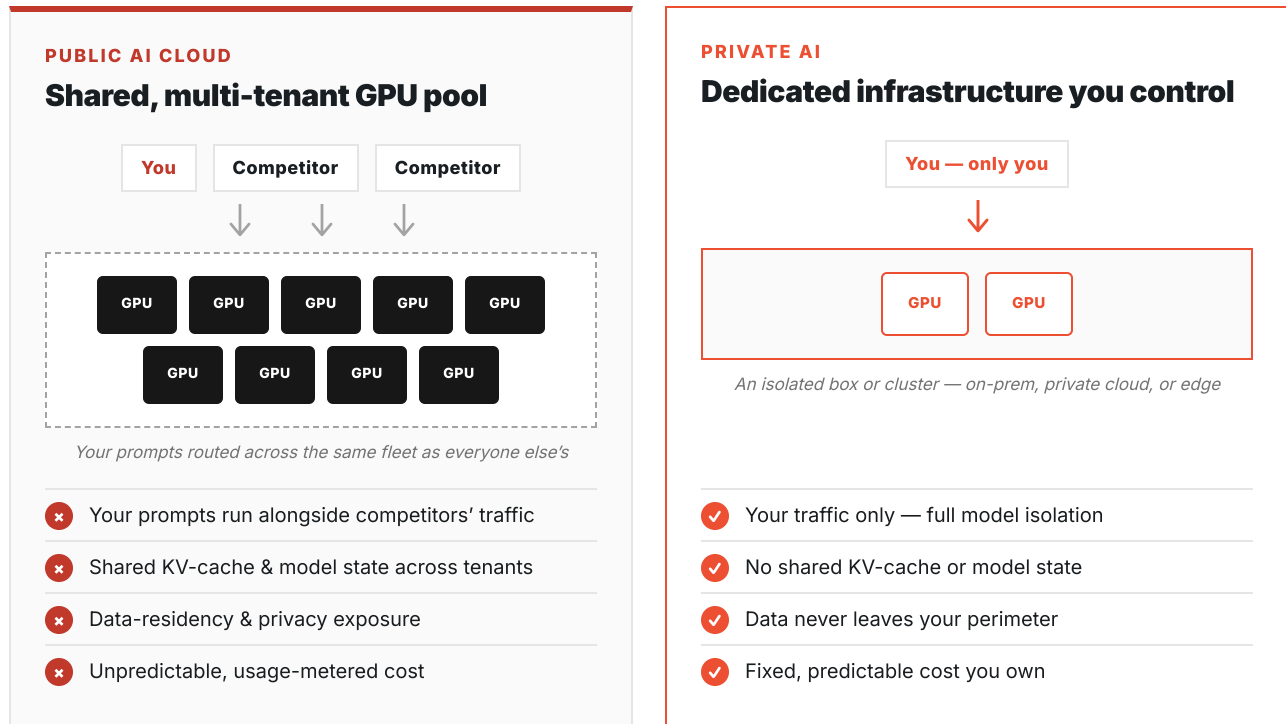 PUBLIC AI CLOUD
Shared, multi-tenant GPU pool
You
Competitor
Competitor
GPU
GPU
GPU
GPU
GPU
GPU
GPU
GPU
GPU
Your prompts routed across the same fleet as everyone else’s
Your prompts run alongside competitors’ traffic
Shared KV-cache & model state across tenants
Data-residency & privacy exposure
Unpredictable, usage-metered cost
PRIVATE AI
Dedicated infrastructure you control
You — only you
GPU
GPU
An isolated box or cluster — on-prem, private cloud, or edge
Your traffic only — full model isolation
No shared KV-cache or model state
Data never leaves your perimeter
Fixed, predictable cost you own